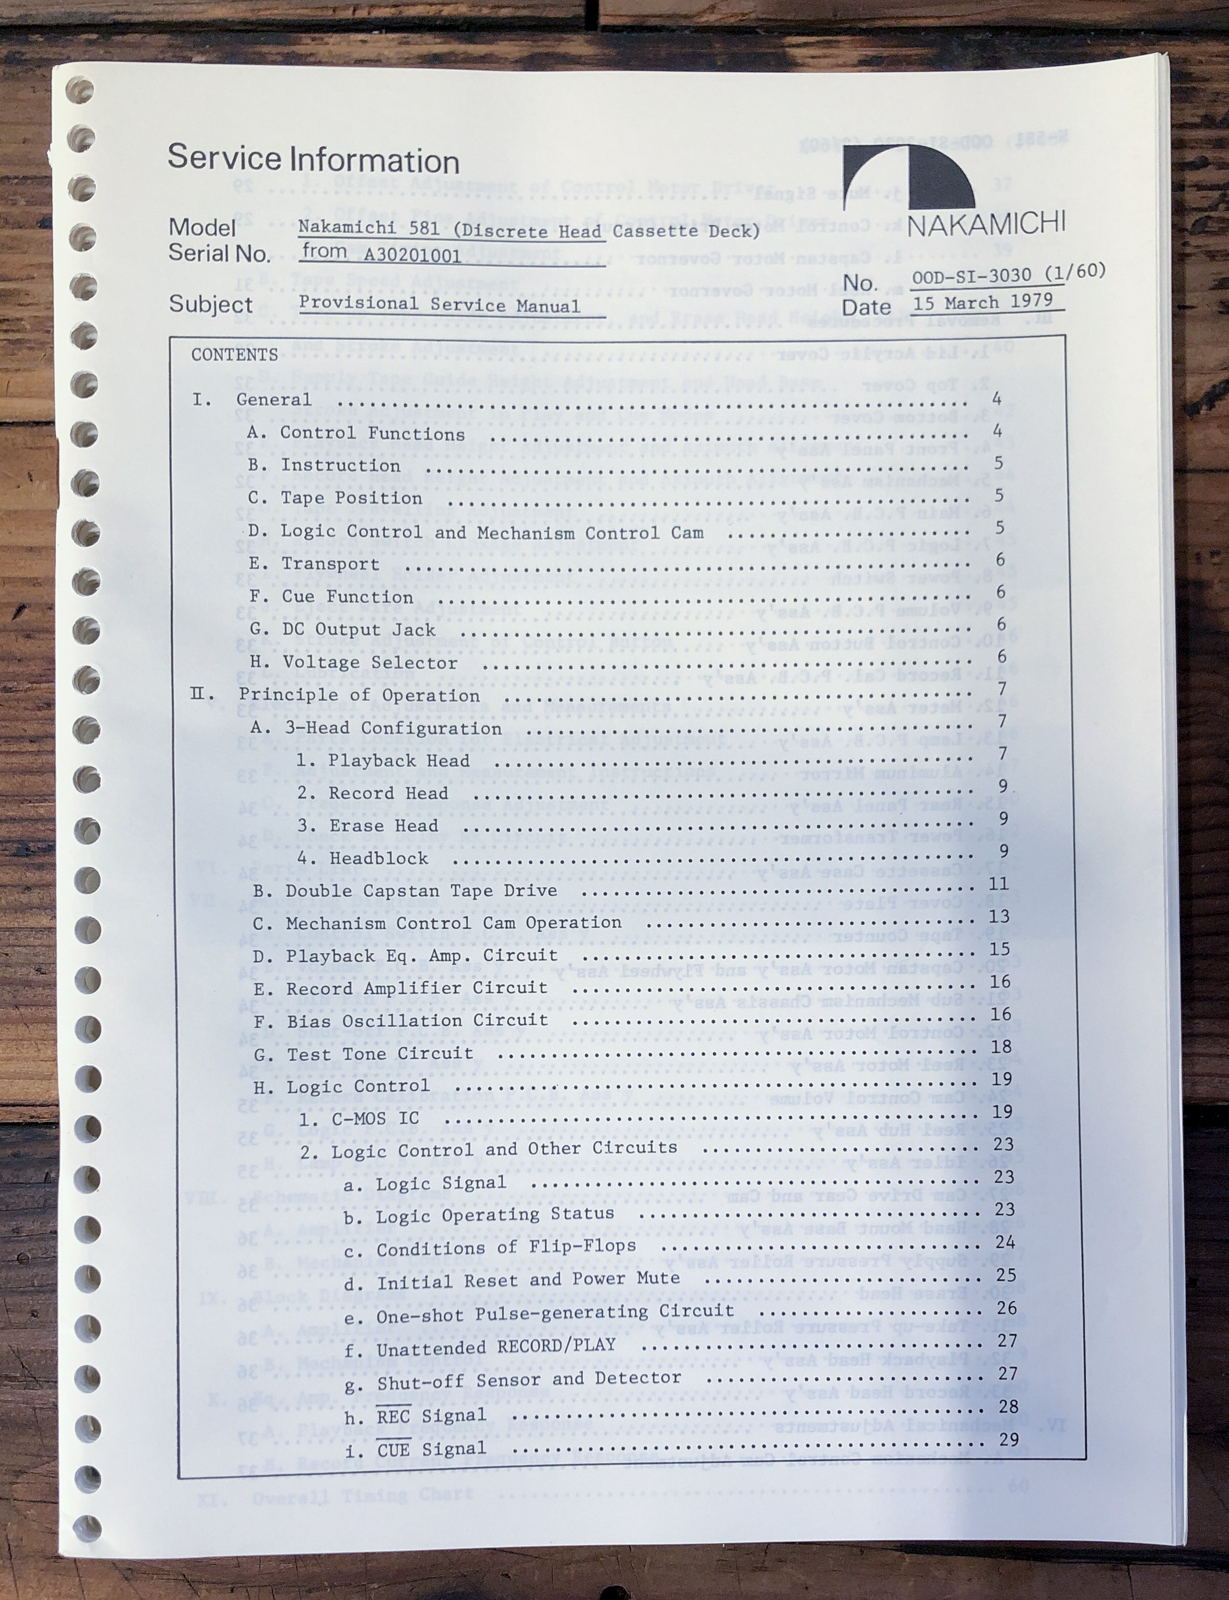 Service Information
NAKAMICHI
Model Nakamichi 581 (Discrete Head Cassette Deck)
Serial No. from A30201001
No. OOD-SI-3030 (1/60)
Subject Provisional Service Manual
Date 15 March 1979
CONTENTS
I. General .......... 4
A. Control Functions .......... 4
B. Instruction .......... 5
C. Tape Position .......... 5
D. Logic Control and Mechanism Control Cam .......... 5
E. Transport .......... 6
F. Cue Function .......... 6
G. DC Output Jack .......... 6
H. Voltage Selector .......... 6
II. Principle of Operation .......... 7
A. 3-Head Configuration .......... 7
1. Playback Head .......... 7
2. Record Head .......... 9
3. Erase Head .......... 9
4. Headblock .......... 9
B. Double Capstan Tape Drive .......... 11
C. Mechanism Control Cam Operation .......... 13
D. Playback Eq. Amp. Circuit .......... 15
E. Record Amplifier Circuit .......... 16
F. Bias Oscillation Circuit .......... 16
G. Test Tone Circuit .......... 18
H. Logic Control .......... 19
1. C-MOS IC .......... 19
2. Logic Control and Other Circuits .......... 23
a. Logic Signal .......... 23
b. Logic Operating Status .......... 23
c. Conditions of Flip-Flops .......... 24
d. Initial Reset and Power Mute .......... 25
e. One-shot Pulse-generating Circuit .......... 26
f. Unattended RECORD/PLAY .......... 27
g. Shut-off Sensor and Detector .......... 27
h. R̅E̅C̅ Signal .......... 28
i. C̅U̅E̅ Signal .......... 29
XI. Overall Timing Chart .......... 60